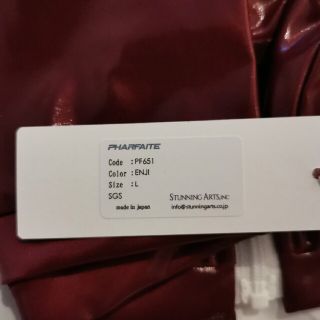 PHARFAITE
Code : PF651
Color : ENJI
Size : L
SGS
STUNNING ARTS,INC
made in japan
info@stunningarts.co.jp